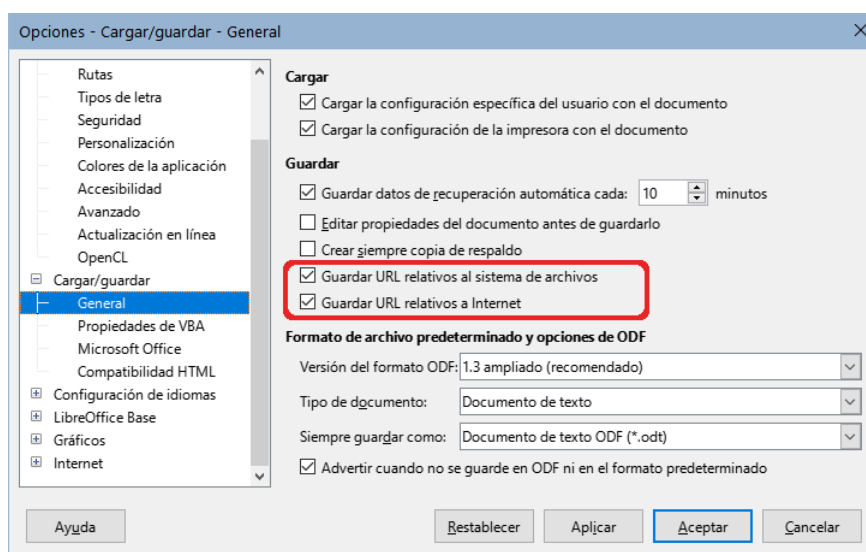 Opciones - Cargar/guardar - General
Rutas
Tipos de letra
Seguridad
Personalización
Colores de la aplicación
Accesibilidad
Avanzado
Actualización en línea
OpenCL
Cargar/guardar
General
Propiedades de VBA
Microsoft Office
Compatibilidad HTML
Configuración de idiomas
LibreOffice Base
Gráficos
Internet
Cargar
Cargar la configuración específica del usuario con el documento
Cargar la configuración de la impresora con el documento
Guardar
Guardar datos de recuperación automática cada: 10 minutos
Editar propiedades del documento antes de guardarlo
Crear siempre copia de respaldo
Guardar URL relativos al sistema de archivos
Guardar URL relativos a Internet
Formato de archivo predeterminado y opciones de ODF
Versión del formato ODF: 1.3 ampliado (recomendado)
Tipo de documento: Documento de texto
Siempre guardar como: Documento de texto ODF (*.odt)
Advertir cuando no se guarde en ODF ni en el formato predeterminado
Ayuda Restablecer Aplicar Aceptar Cancelar